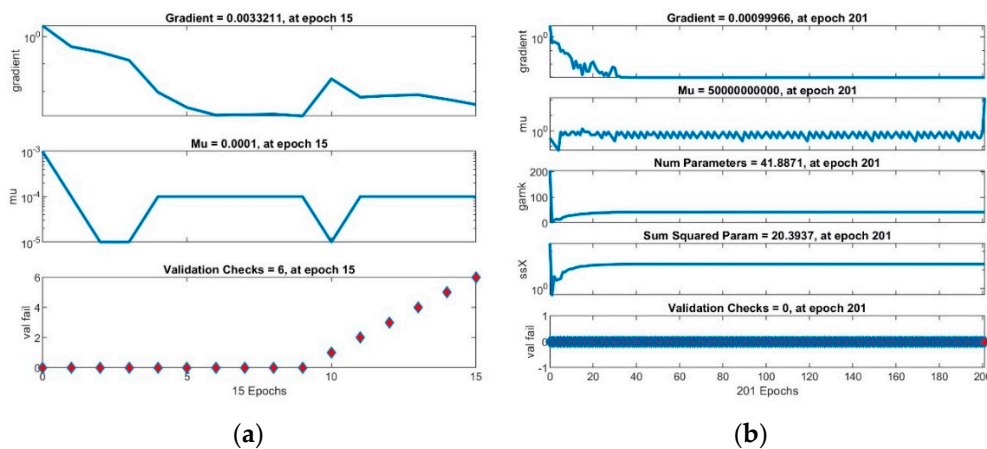 Gradient = 0.0033211, at epoch 15
10^0
gradient
Mu = 0.0001, at epoch 15
10^-3
10^-4
10^-5
mu
Validation Checks = 6, at epoch 15
6
4
2
0
val fail
0 5 10 15
15 Epochs
(a)
Gradient = 0.00099966, at epoch 201
10^0
gradient
Mu = 50000000000, at epoch 201
10^0
mu
Num Parameters = 41.8871, at epoch 201
200
100
0
gamk
Sum Squared Param = 20.3937, at epoch 201
10^0
ssX
Validation Checks = 0, at epoch 201
1
0
-1
val fail
0 20 40 60 80 100 120 140 160 180 200
201 Epochs
(b)